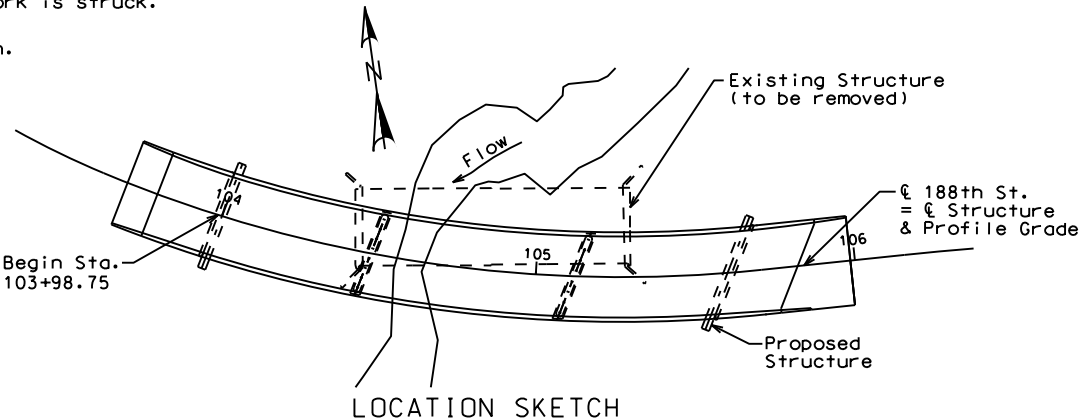 ork is struck.
n.
N
Existing Structure
(to be removed)
Flow
104
℄ 188th St.
= ℄ Structure
& Profile Grade
105
106
Begin Sta.
103+98.75
Proposed
Structure
LOCATION SKETCH